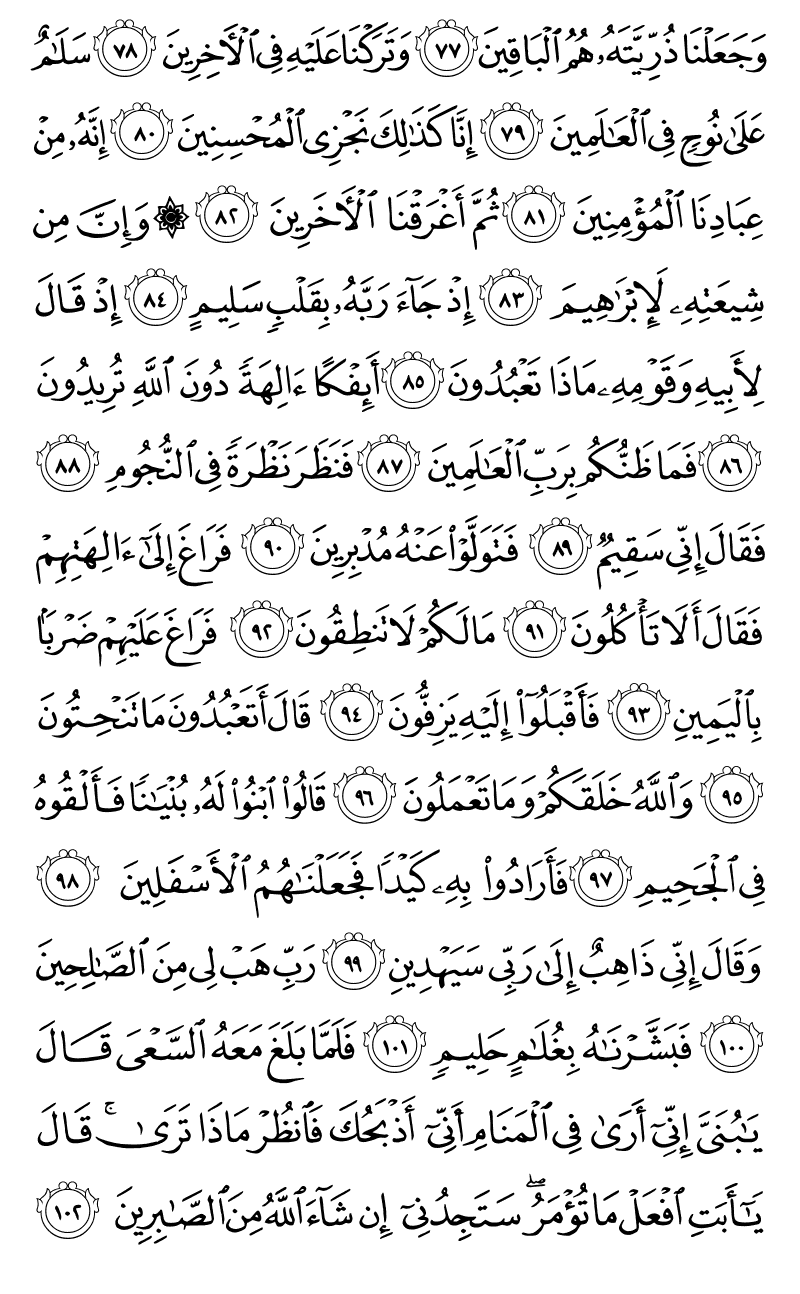 وَجَعَلْنَا ذُرِّيَّتَهُۥ هُمُ ٱلْبَاقِينَ ٧٧ وَتَرَكْنَا عَلَيْهِ فِى ٱلْأَخِرِينَ ٧٨ سَلَٰمٌ
عَلَىٰ نُوحٍ فِى ٱلْعَٰلَمِينَ ٧٩ إِنَّا كَذَٰلِكَ نَجْزِى ٱلْمُحْسِنِينَ ٨٠ إِنَّهُۥ مِنْ
عِبَادِنَا ٱلْمُؤْمِنِينَ ٨١ ثُمَّ أَغْرَقْنَا ٱلْأَخَرِينَ ٨٢ ۞ وَإِنَّ مِن
شِيعَتِهِۦ لَإِبْرَٰهِيمَ ٨٣ إِذْ جَآءَ رَبَّهُۥ بِقَلْبٍ سَلِيمٍ ٨٤ إِذْ قَالَ
لِأَبِيهِ وَقَوْمِهِۦ مَاذَا تَعْبُدُونَ ٨٥ أَئِفْكًا ءَالِهَةً دُونَ ٱللَّهِ تُرِيدُونَ
٨٦ فَمَا ظَنُّكُم بِرَبِّ ٱلْعَٰلَمِينَ ٨٧ فَنَظَرَ نَظْرَةً فِى ٱلنُّجُومِ ٨٨
فَقَالَ إِنِّى سَقِيمٌ ٨٩ فَتَوَلَّوْا۟ عَنْهُ مُدْبِرِينَ ٩٠ فَرَاغَ إِلَىٰٓ ءَالِهَتِهِمْ
فَقَالَ أَلَا تَأْكُلُونَ ٩١ مَا لَكُمْ لَا تَنطِقُونَ ٩٢ فَرَاغَ عَلَيْهِمْ ضَرْبًۢا
بِٱلْيَمِينِ ٩٣ فَأَقْبَلُوٓا۟ إِلَيْهِ يَزِفُّونَ ٩٤ قَالَ أَتَعْبُدُونَ مَا تَنْحِتُونَ
٩٥ وَٱللَّهُ خَلَقَكُمْ وَمَا تَعْمَلُونَ ٩٦ قَالُوا۟ ٱبْنُوا۟ لَهُۥ بُنْيَٰنًا فَأَلْقُوهُ
فِى ٱلْجَحِيمِ ٩٧ فَأَرَادُوا۟ بِهِۦ كَيْدًا فَجَعَلْنَٰهُمُ ٱلْأَسْفَلِينَ ٩٨
وَقَالَ إِنِّى ذَاهِبٌ إِلَىٰ رَبِّى سَيَهْدِينِ ٩٩ رَبِّ هَبْ لِى مِنَ ٱلصَّٰلِحِينَ
١٠٠ فَبَشَّرْنَٰهُ بِغُلَٰمٍ حَلِيمٍ ١٠١ فَلَمَّا بَلَغَ مَعَهُ ٱلسَّعْىَ قَالَ
يَٰبُنَىَّ إِنِّىٓ أَرَىٰ فِى ٱلْمَنَامِ أَنِّىٓ أَذْبَحُكَ فَٱنظُرْ مَاذَا تَرَىٰ ۚ قَالَ
يَٰٓأَبَتِ ٱفْعَلْ مَا تُؤْمَرُ ۖ سَتَجِدُنِىٓ إِن شَآءَ ٱللَّهُ مِنَ ٱلصَّٰبِرِينَ ١٠٢